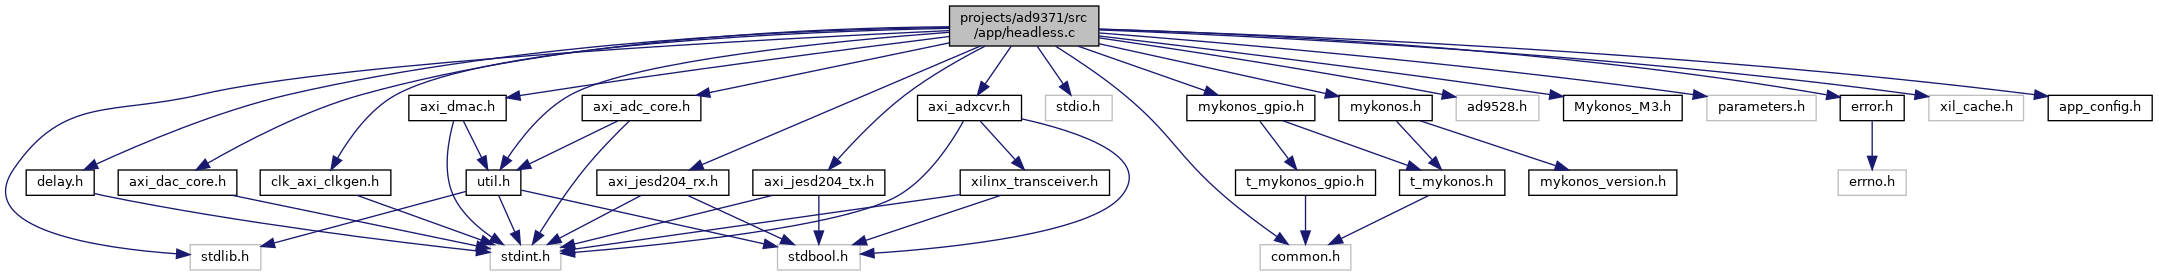 projects/ad9371/src
/app/headless.c
axi_dmac.h
axi_adc_core.h
axi_adxcvr.h
stdio.h
mykonos_gpio.h
mykonos.h
ad9528.h
Mykonos_M3.h
parameters.h
error.h
xil_cache.h
app_config.h
delay.h
axi_dac_core.h
clk_axi_clkgen.h
util.h
axi_jesd204_rx.h
axi_jesd204_tx.h
xilinx_transceiver.h
t_mykonos_gpio.h
t_mykonos.h
mykonos_version.h
errno.h
stdlib.h
stdint.h
stdbool.h
common.h